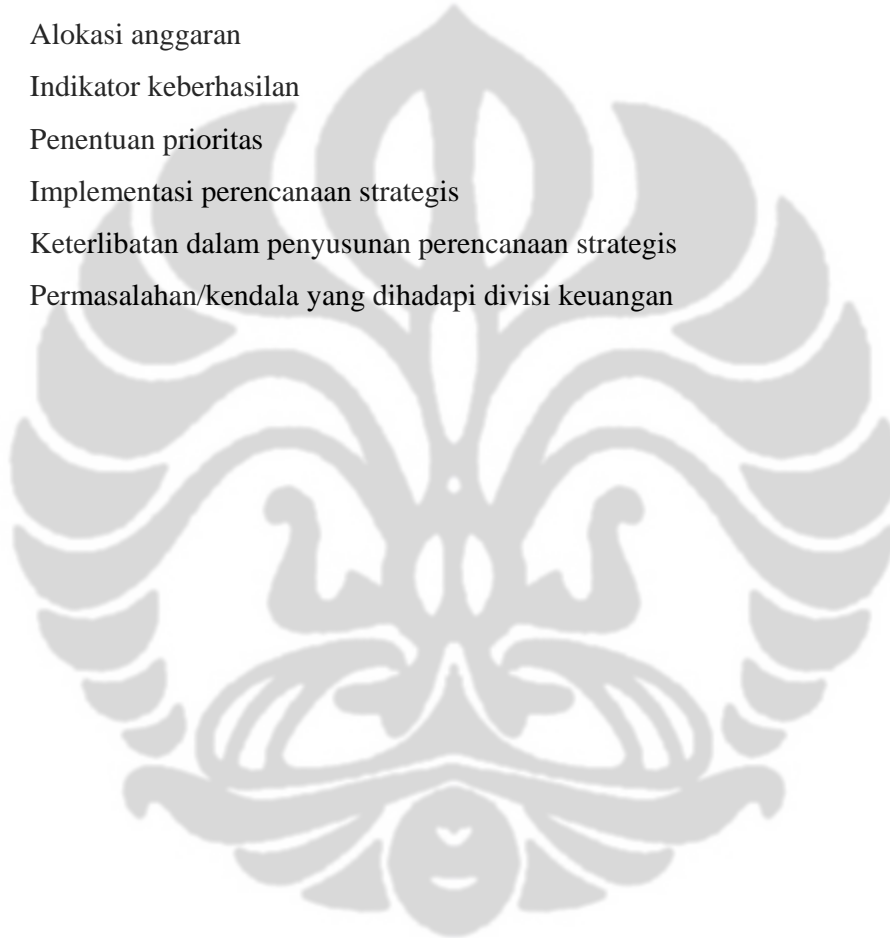 Alokasi anggaran
Indikator keberhasilan
Penentuan prioritas
Implementasi perencanaan strategis
Keterlibatan dalam penyusunan perencanaan strategis
Permasalahan/kendala yang dihadapi divisi keuangan